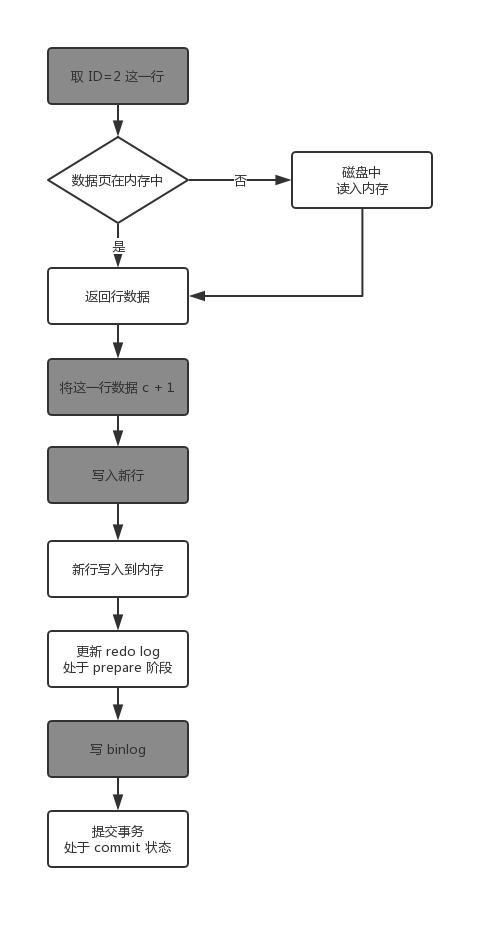 取 ID=2 这一行
数据页在内存中
否
磁盘中
读入内存
是
返回行数据
将这一行数据 c + 1
写入新行
新行写入到内存
更新 redo log
处于 prepare 阶段
写 binlog
提交事务
处于 commit 状态